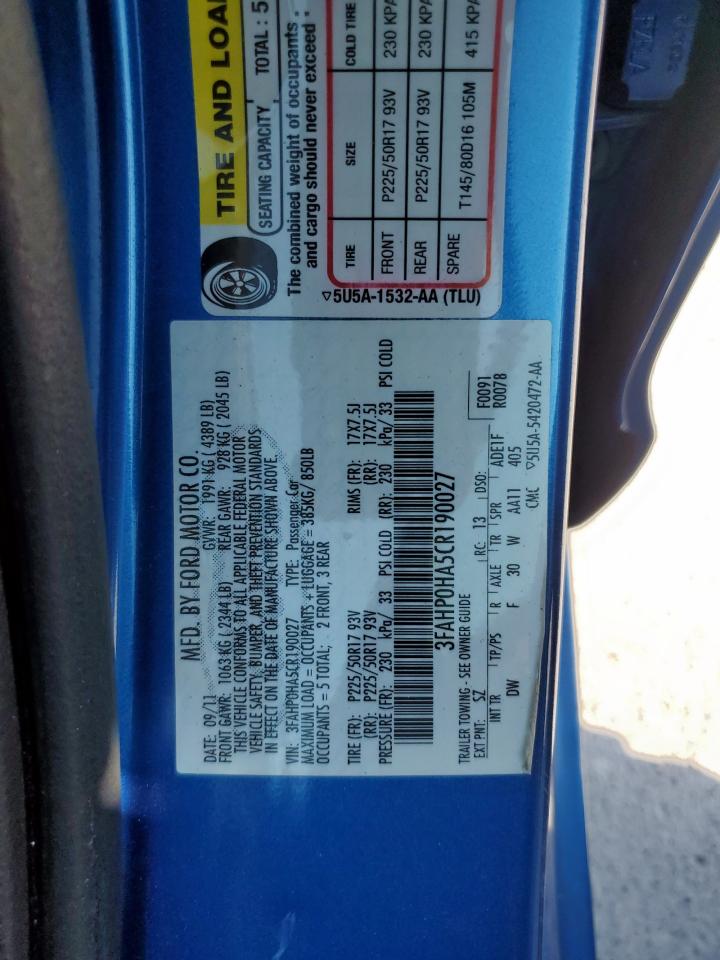 TIRE AND LOA
SEATING CAPACITY TOTAL : 5
The combined weight of occupants
and cargo should never exceed :
TIRE SIZE COLD TIRE
FRONT P225/50R17 93V 230 KPA
REAR P225/50R17 93V 230 KPA
SPARE T145/80D16 105M 415 KPA
▽5U5A-1532-AA (TLU)
MFD. BY FORD MOTOR CO.
DATE: 09/11 GVWR: 1991 KG ( 4389 LB)
FRONT GAWR: 1063 KG ( 2344 LB) REAR GAWR: 928 KG ( 2045 LB)
THIS VEHICLE CONFORMS TO ALL APPLICABLE FEDERAL MOTOR
VEHICLE SAFETY, BUMPER, AND THEFT PREVENTION STANDARDS
IN EFFECT ON THE DATE OF MANUFACTURE SHOWN ABOVE.
VIN: 3FAHP0HA5CR190027 TYPE: Passenger Car
MAXIMUM LOAD = OCCUPANTS + LUGGAGE = 385KG/ 850LB
OCCUPANTS = 5 TOTAL; 2 FRONT, 3 REAR
TIRE (FR): P225/50R17 93V RIMS (FR): 17X7.5J
(RR): P225/50R17 93V (RR): 17X7.5J
PRESSURE (FR): 230 kPa/ 33 PSI COLD (RR): 230 kPa/ 33 PSI COLD
3FAHP0HA5CR190027
TRAILER TOWING - SEE OWNER GUIDE
F0091
EXT PNT: SZ RC: 13 DSO: R0078
INT TR TP/PS R AXLE TR SPR ADE1F
DW F 30 W AA11 405
CMC ▽5U5A-5420472-AA